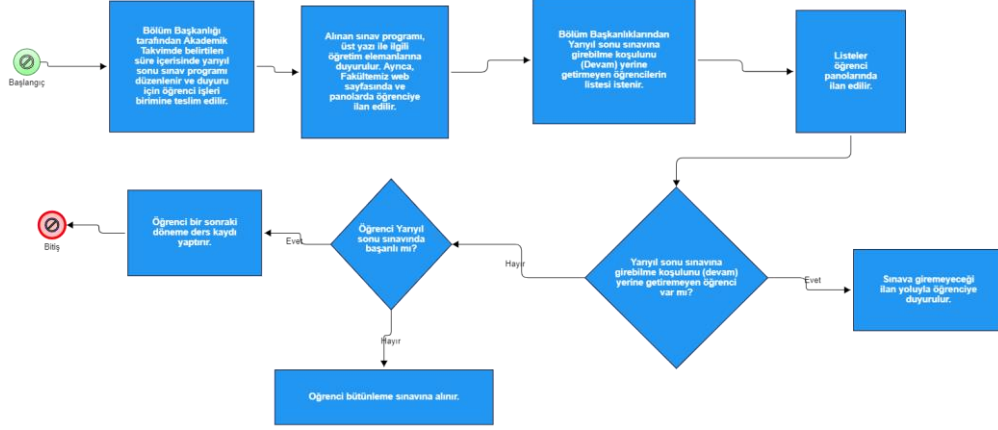 Başlangıç
Bölüm Başkanlığı
tarafından Akademik
Takvimde belirtilen
süre içerisinde yarıyıl
sonu sınav programı
düzenlenir ve duyuru
için öğrenci işleri
birimine teslim edilir.
Alınan sınav programı,
üst yazı ile ilgili
öğretim elemanlarına
duyurulur. Ayrıca,
Fakültemiz web
sayfasında ve
panolarda öğrenciye
ilan edilir.
Bölüm Başkanlıklarından
Yarıyıl sonu sınavına
girebilme koşulunu
(Devam) yerine
getirmeyen öğrencilerin
listesi istenir.
Listeler
öğrenci
panolarında
ilan edilir.
Yarıyıl sonu sınavına
girebilme koşulunu (devam)
yerine getiremeyen öğrenci
var mı?
Evet
Sınava giremeyeceği
ilan yoluyla öğrenciye
duyurulur.
Hayır
Öğrenci Yarıyıl
sonu sınavında
başarılı mı?
Evet
Öğrenci bir sonraki
döneme ders kaydı
yaptırır.
Bitiş
Hayır
Öğrenci bütünleme sınavına alınır.